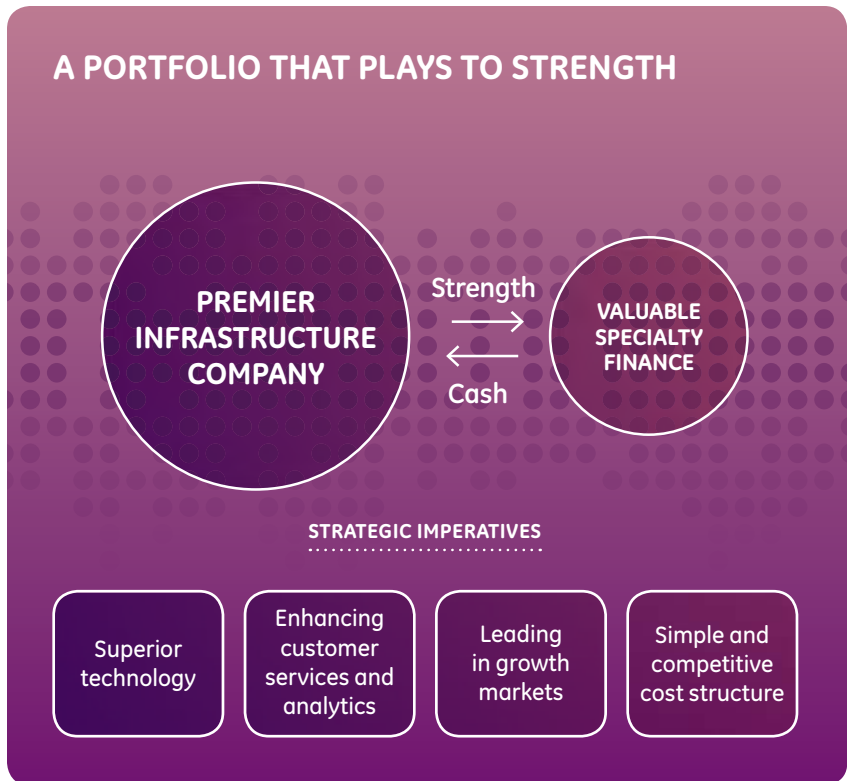 A PORTFOLIO THAT PLAYS TO STRENGTH
PREMIER
INFRASTRUCTURE
COMPANY
Strength
Cash
VALUABLE
SPECIALTY
FINANCE
STRATEGIC IMPERATIVES
Superior
technology
Enhancing
customer
services and
analytics
Leading
in growth
markets
Simple and
competitive
cost structure